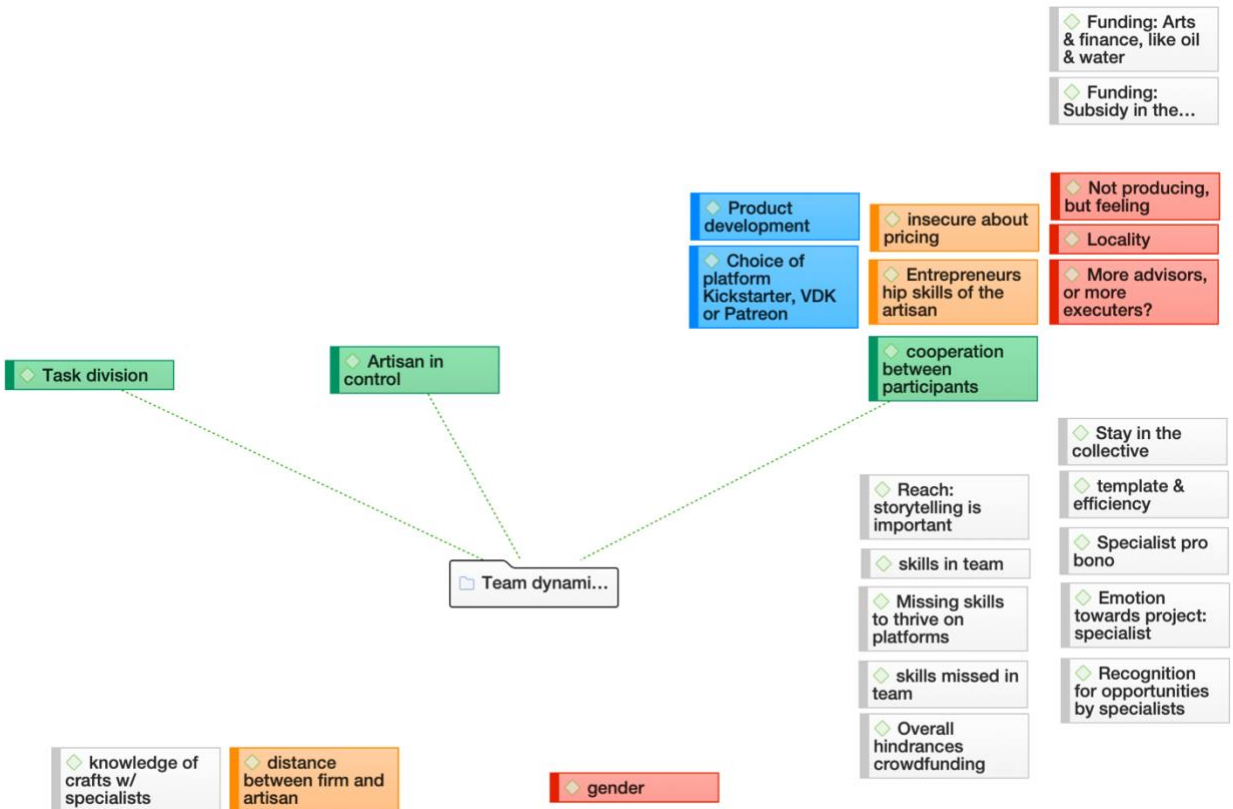 Funding: Arts
& finance, like oil
& water
Funding:
Subsidy in the...
Product
development
Choice of
platform
Kickstarter, VDK
or Patreon
insecure about
pricing
Entrepreneurs
hip skills of the
artisan
Not producing,
but feeling
Locality
More advisors,
or more
executers?
Task division
Artisan in
control
cooperation
between
participants
Team dynami...
Reach:
storytelling is
important
skills in team
Missing skills
to thrive on
platforms
skills missed in
team
Overall
hindrances
crowdfunding
Stay in the
collective
template &
efficiency
Specialist pro
bono
Emotion
towards project:
specialist
Recognition
for opportunities
by specialists
knowledge of
crafts w/
specialists
distance
between firm and
artisan
gender